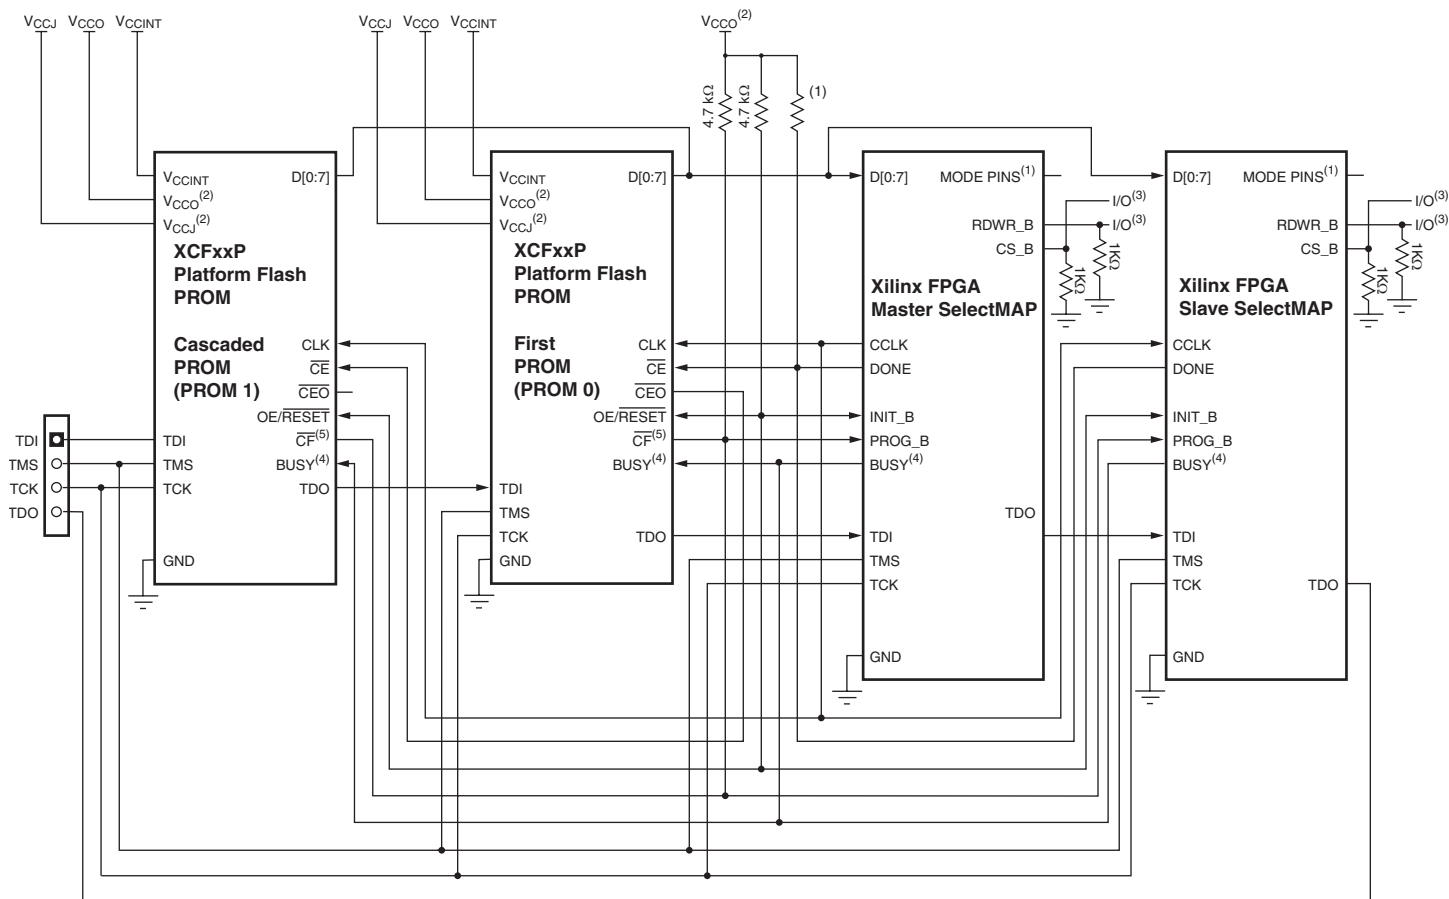 VCCJ VCCO VCCINT
VCCJ VCCO VCCINT
VCCO(2)
4.7 kΩ
4.7 kΩ
(1)
VCCINT
VCCO(2)
VCCJ(2)
D[0:7]
XCFxxP
Platform Flash
PROM
Cascaded
PROM
(PROM 1)
CLK
CE
CEO
OE/RESET
CF(5)
BUSY(4)
TDO
TDI
TMS
TCK
GND
TDI
TMS
TCK
TDO
VCCINT
VCCO(2)
VCCJ(2)
D[0:7]
XCFxxP
Platform Flash
PROM
First
PROM
(PROM 0)
CLK
CE
CEO
OE/RESET
CF(5)
BUSY(4)
TDI
TMS
TCK
TDO
GND
D[0:7]
MODE PINS(1)
RDWR_B
CS_B
I/O(3)
I/O(3)
1KΩ
1KΩ
Xilinx FPGA
Master SelectMAP
CCLK
DONE
INIT_B
PROG_B
BUSY(4)
TDO
TDI
TMS
TCK
GND
D[0:7]
MODE PINS(1)
RDWR_B
CS_B
I/O(3)
I/O(3)
1KΩ
1KΩ
Xilinx FPGA
Slave SelectMAP
CCLK
DONE
INIT_B
PROG_B
BUSY(4)
TDI
TMS
TCK
TDO
GND